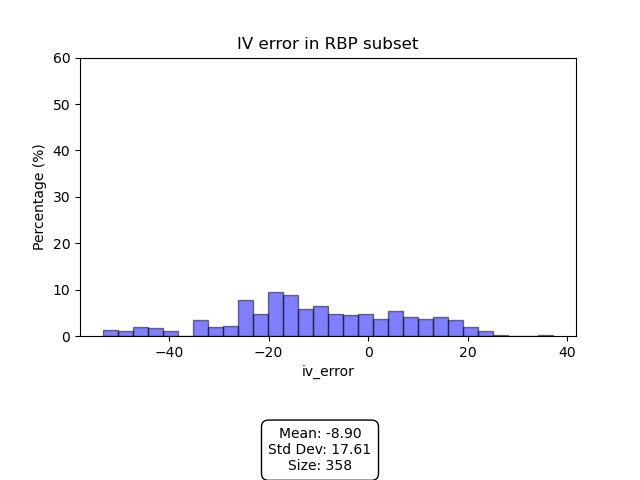 IV error in RBP subset
60
50
40
30
20
10
0
Percentage (%)
−40
−20
0
20
40
iv_error
Mean: -8.90
Std Dev: 17.61
Size: 358